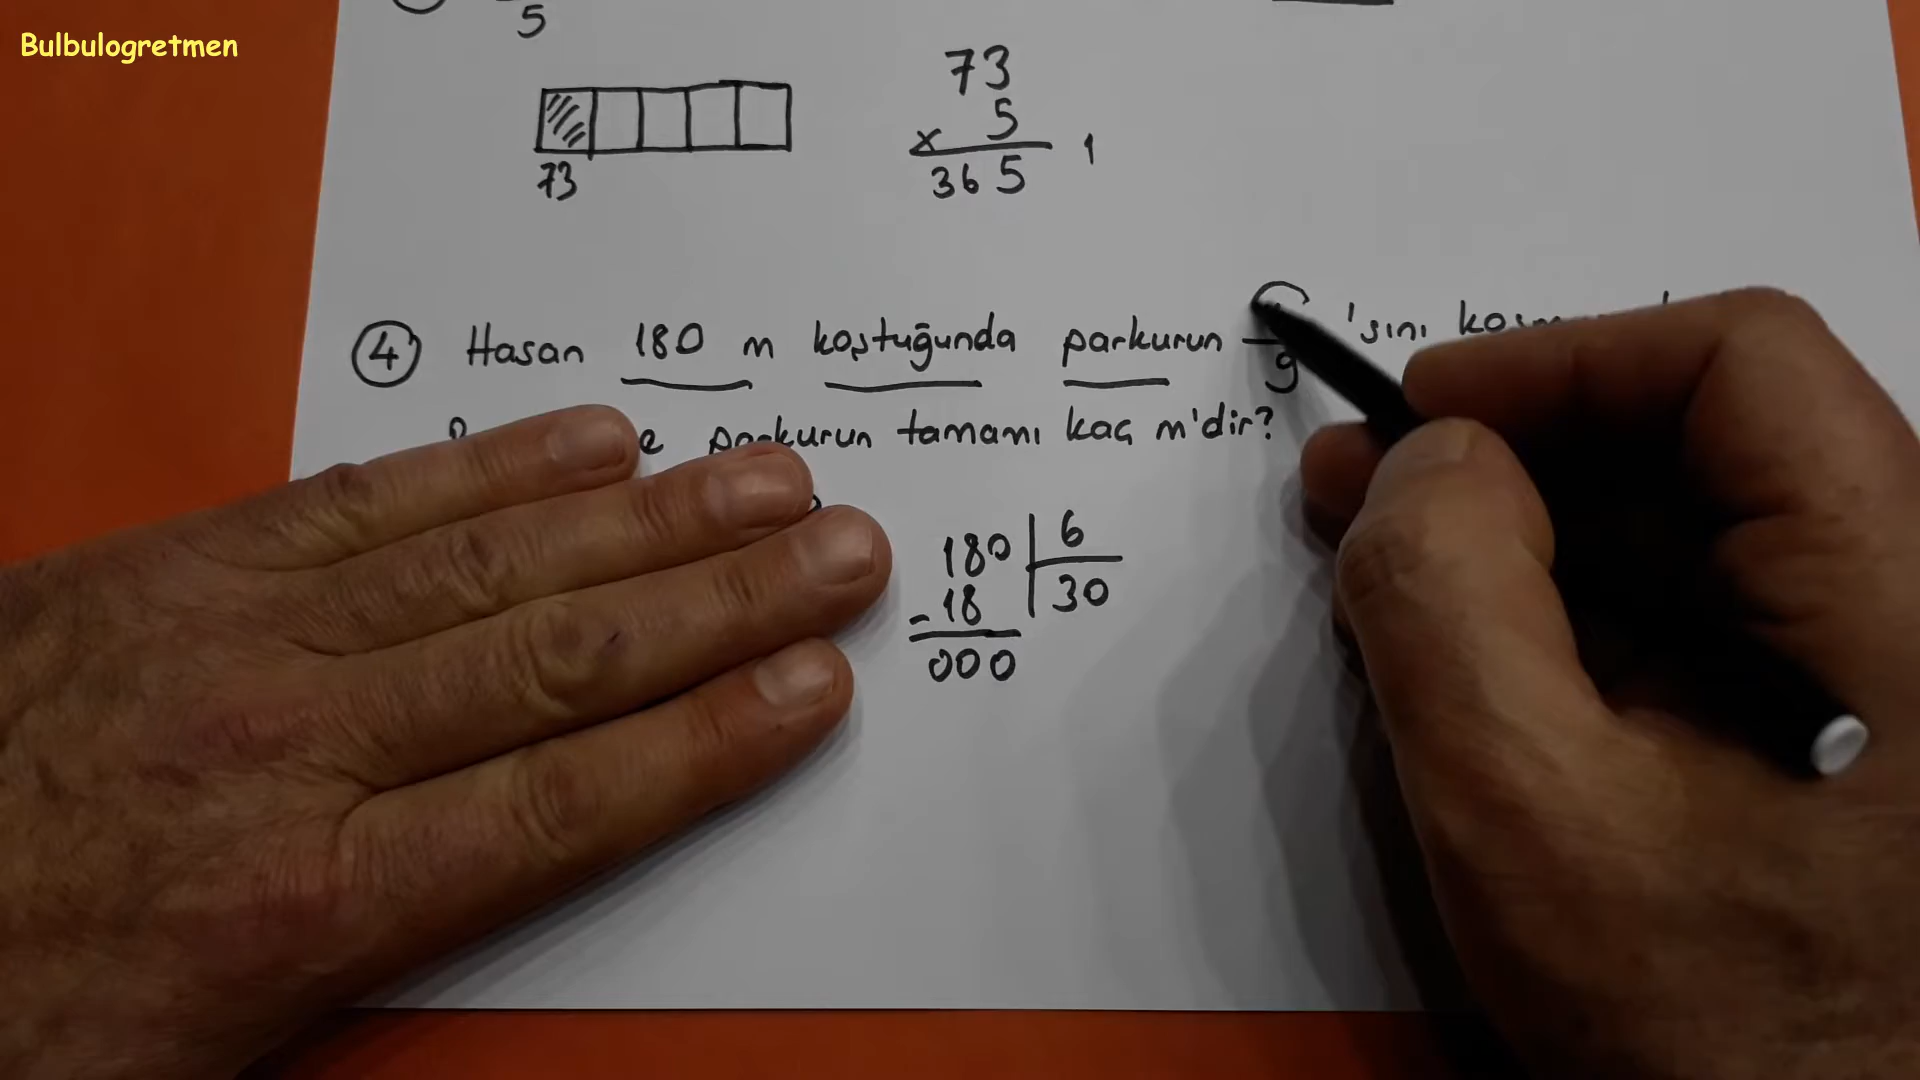 Bulbulogretmen
5
73
5
x
365
1
73
4 Hasan 180 m koştuğunda parkurun 9 'sını
parkurun tamamı kaç m'dir?
180 6
-18 30
000